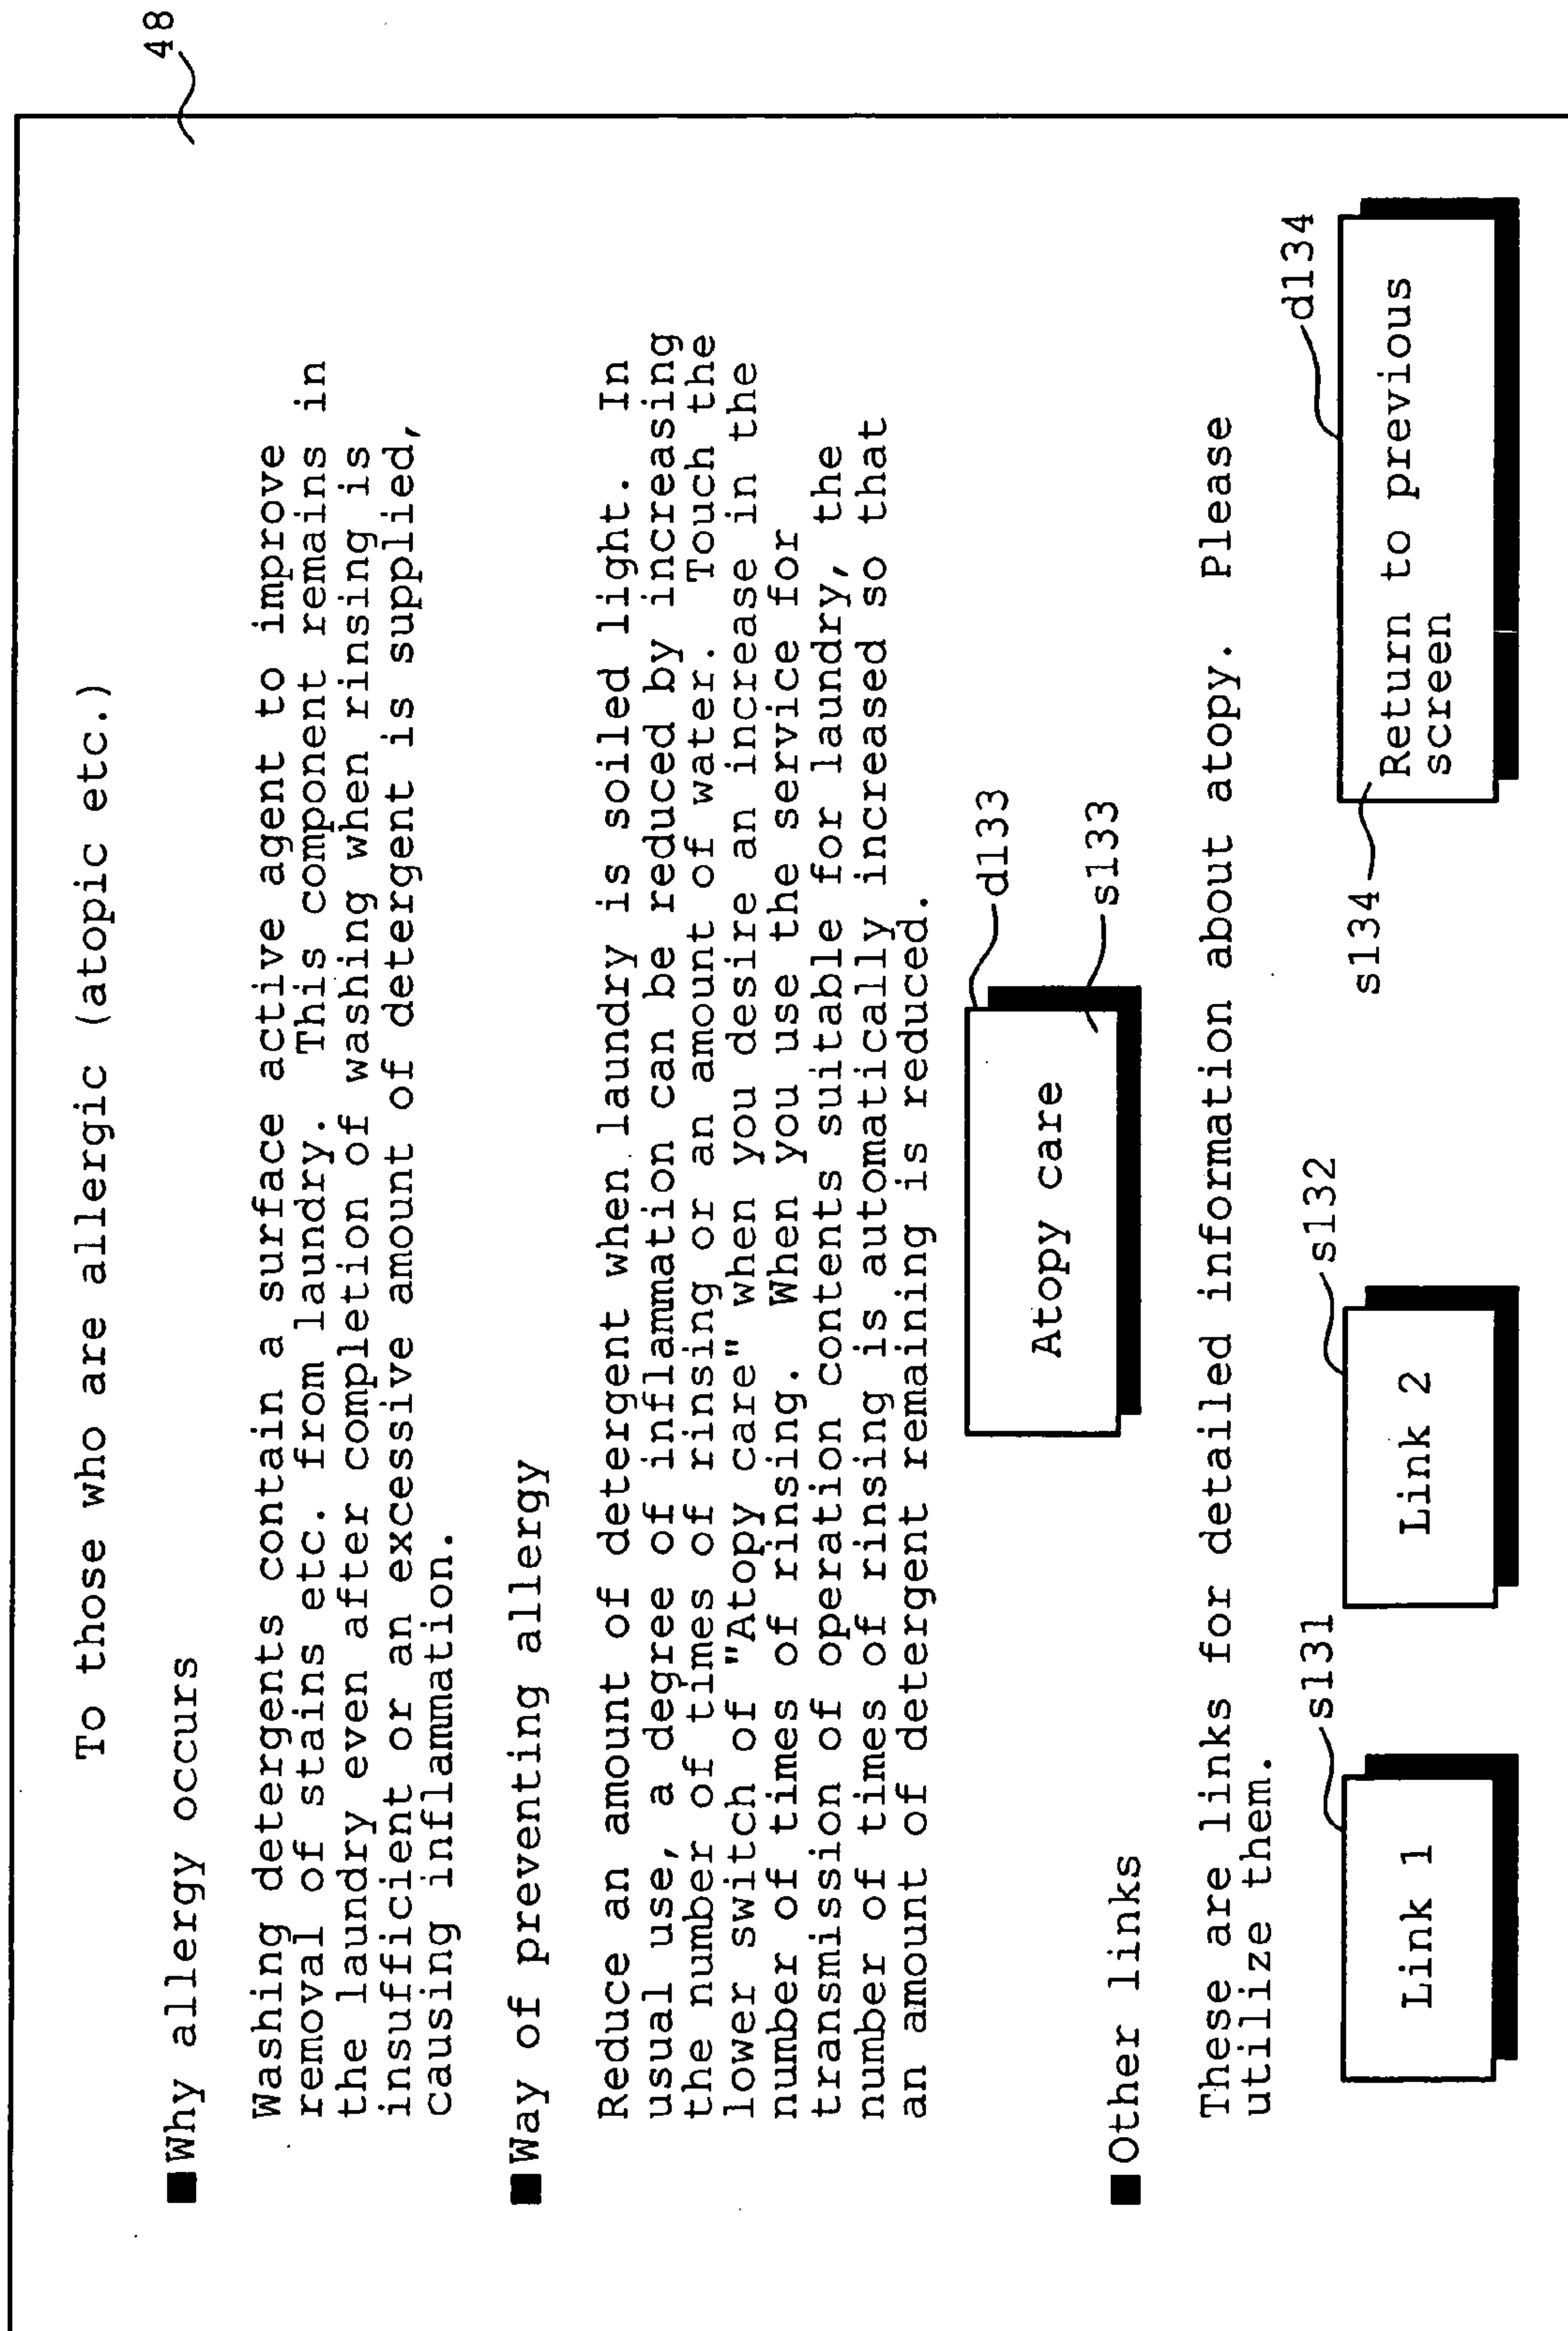 48
To those who are allergic (atopic etc.)
■Why allergy occurs
Washing detergents contain a surface active agent to improve
removal of stains etc. from laundry. This component remains in
the laundry even after completion of washing when rinsing is
insufficient or an excessive amount of detergent is supplied,
causing inflammation.
■Way of preventing allergy
Reduce an amount of detergent when laundry is soiled light. In
usual use, a degree of inflammation can be reduced by increasing
the number of times of rinsing or an amount of water. Touch the
lower switch of "Atopy care" when you desire an increase in the
number of times of rinsing. When you use the service for
transmission of operation contents suitable for laundry, the
number of times of rinsing is automatically increased so that
an amount of detergent remaining is reduced.
d133
Atopy care
s133
■Other links
These are links for detailed information about atopy. Please
utilize them.
s131
s132
d134
s134
Link 1
Link 2
Return to previous
screen